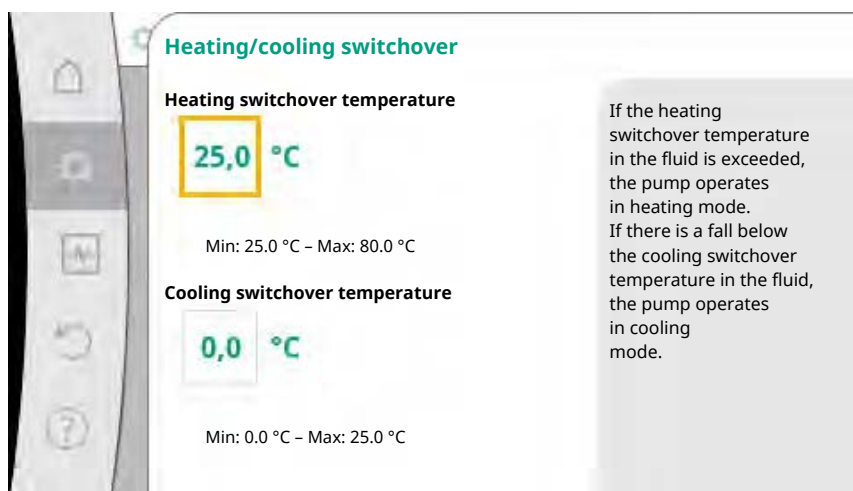 Heating/cooling switchover
Heating switchover temperature
25,0 °C
Min: 25.0 °C – Max: 80.0 °C
Cooling switchover temperature
0,0 °C
Min: 0.0 °C – Max: 25.0 °C
If the heating
switchover temperature
in the fluid is exceeded,
the pump operates
in heating mode.
If there is a fall below
the cooling switchover
temperature in the fluid,
the pump operates
in cooling
mode.